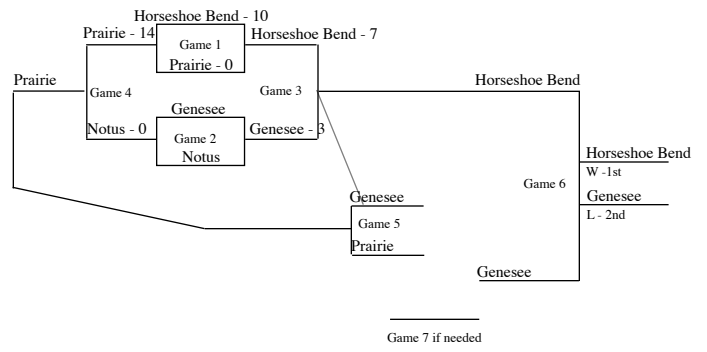 Horseshoe Bend - 10
Prairie - 14
Game 1
Horseshoe Bend - 7
Prairie - 0
Prairie
Game 4
Game 3
Horseshoe Bend
Genesee
Notus - 0
Game 2
Genesee - 3
Notus
Horseshoe Bend
W -1st
Game 6
Genesee
L - 2nd
Genesee
Game 5
Prairie
Genesee
Game 7 if needed